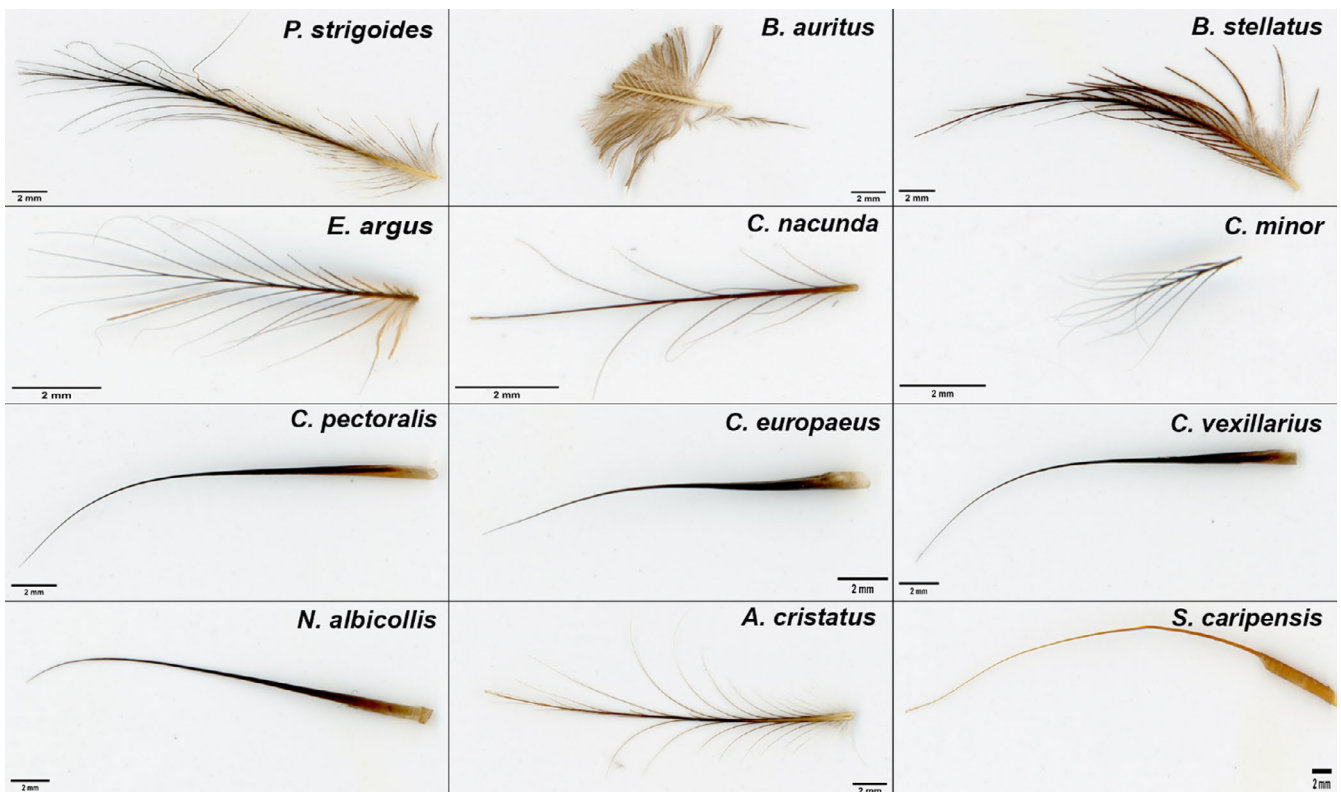 P. strigoides
2 mm
B. auritus
2 mm
B. stellatus
2 mm
E. argus
2 mm
C. nacunda
2 mm
C. minor
2 mm
C. pectoralis
2 mm
C. europaeus
2 mm
C. vexillarius
2 mm
N. albicollis
2 mm
A. cristatus
2 mm
S. caripensis
2 mm